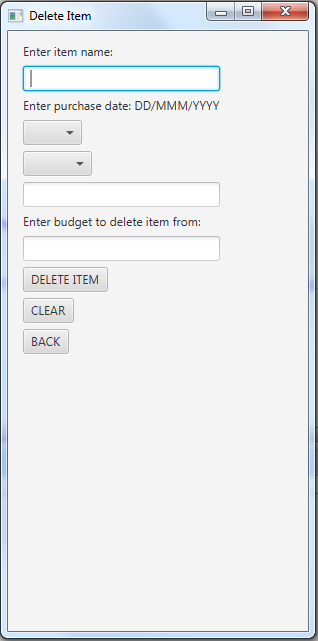 Delete Item
Enter item name:
Enter purchase date: DD/MMM/YYYY
Enter budget to delete item from:
DELETE ITEM
CLEAR
BACK